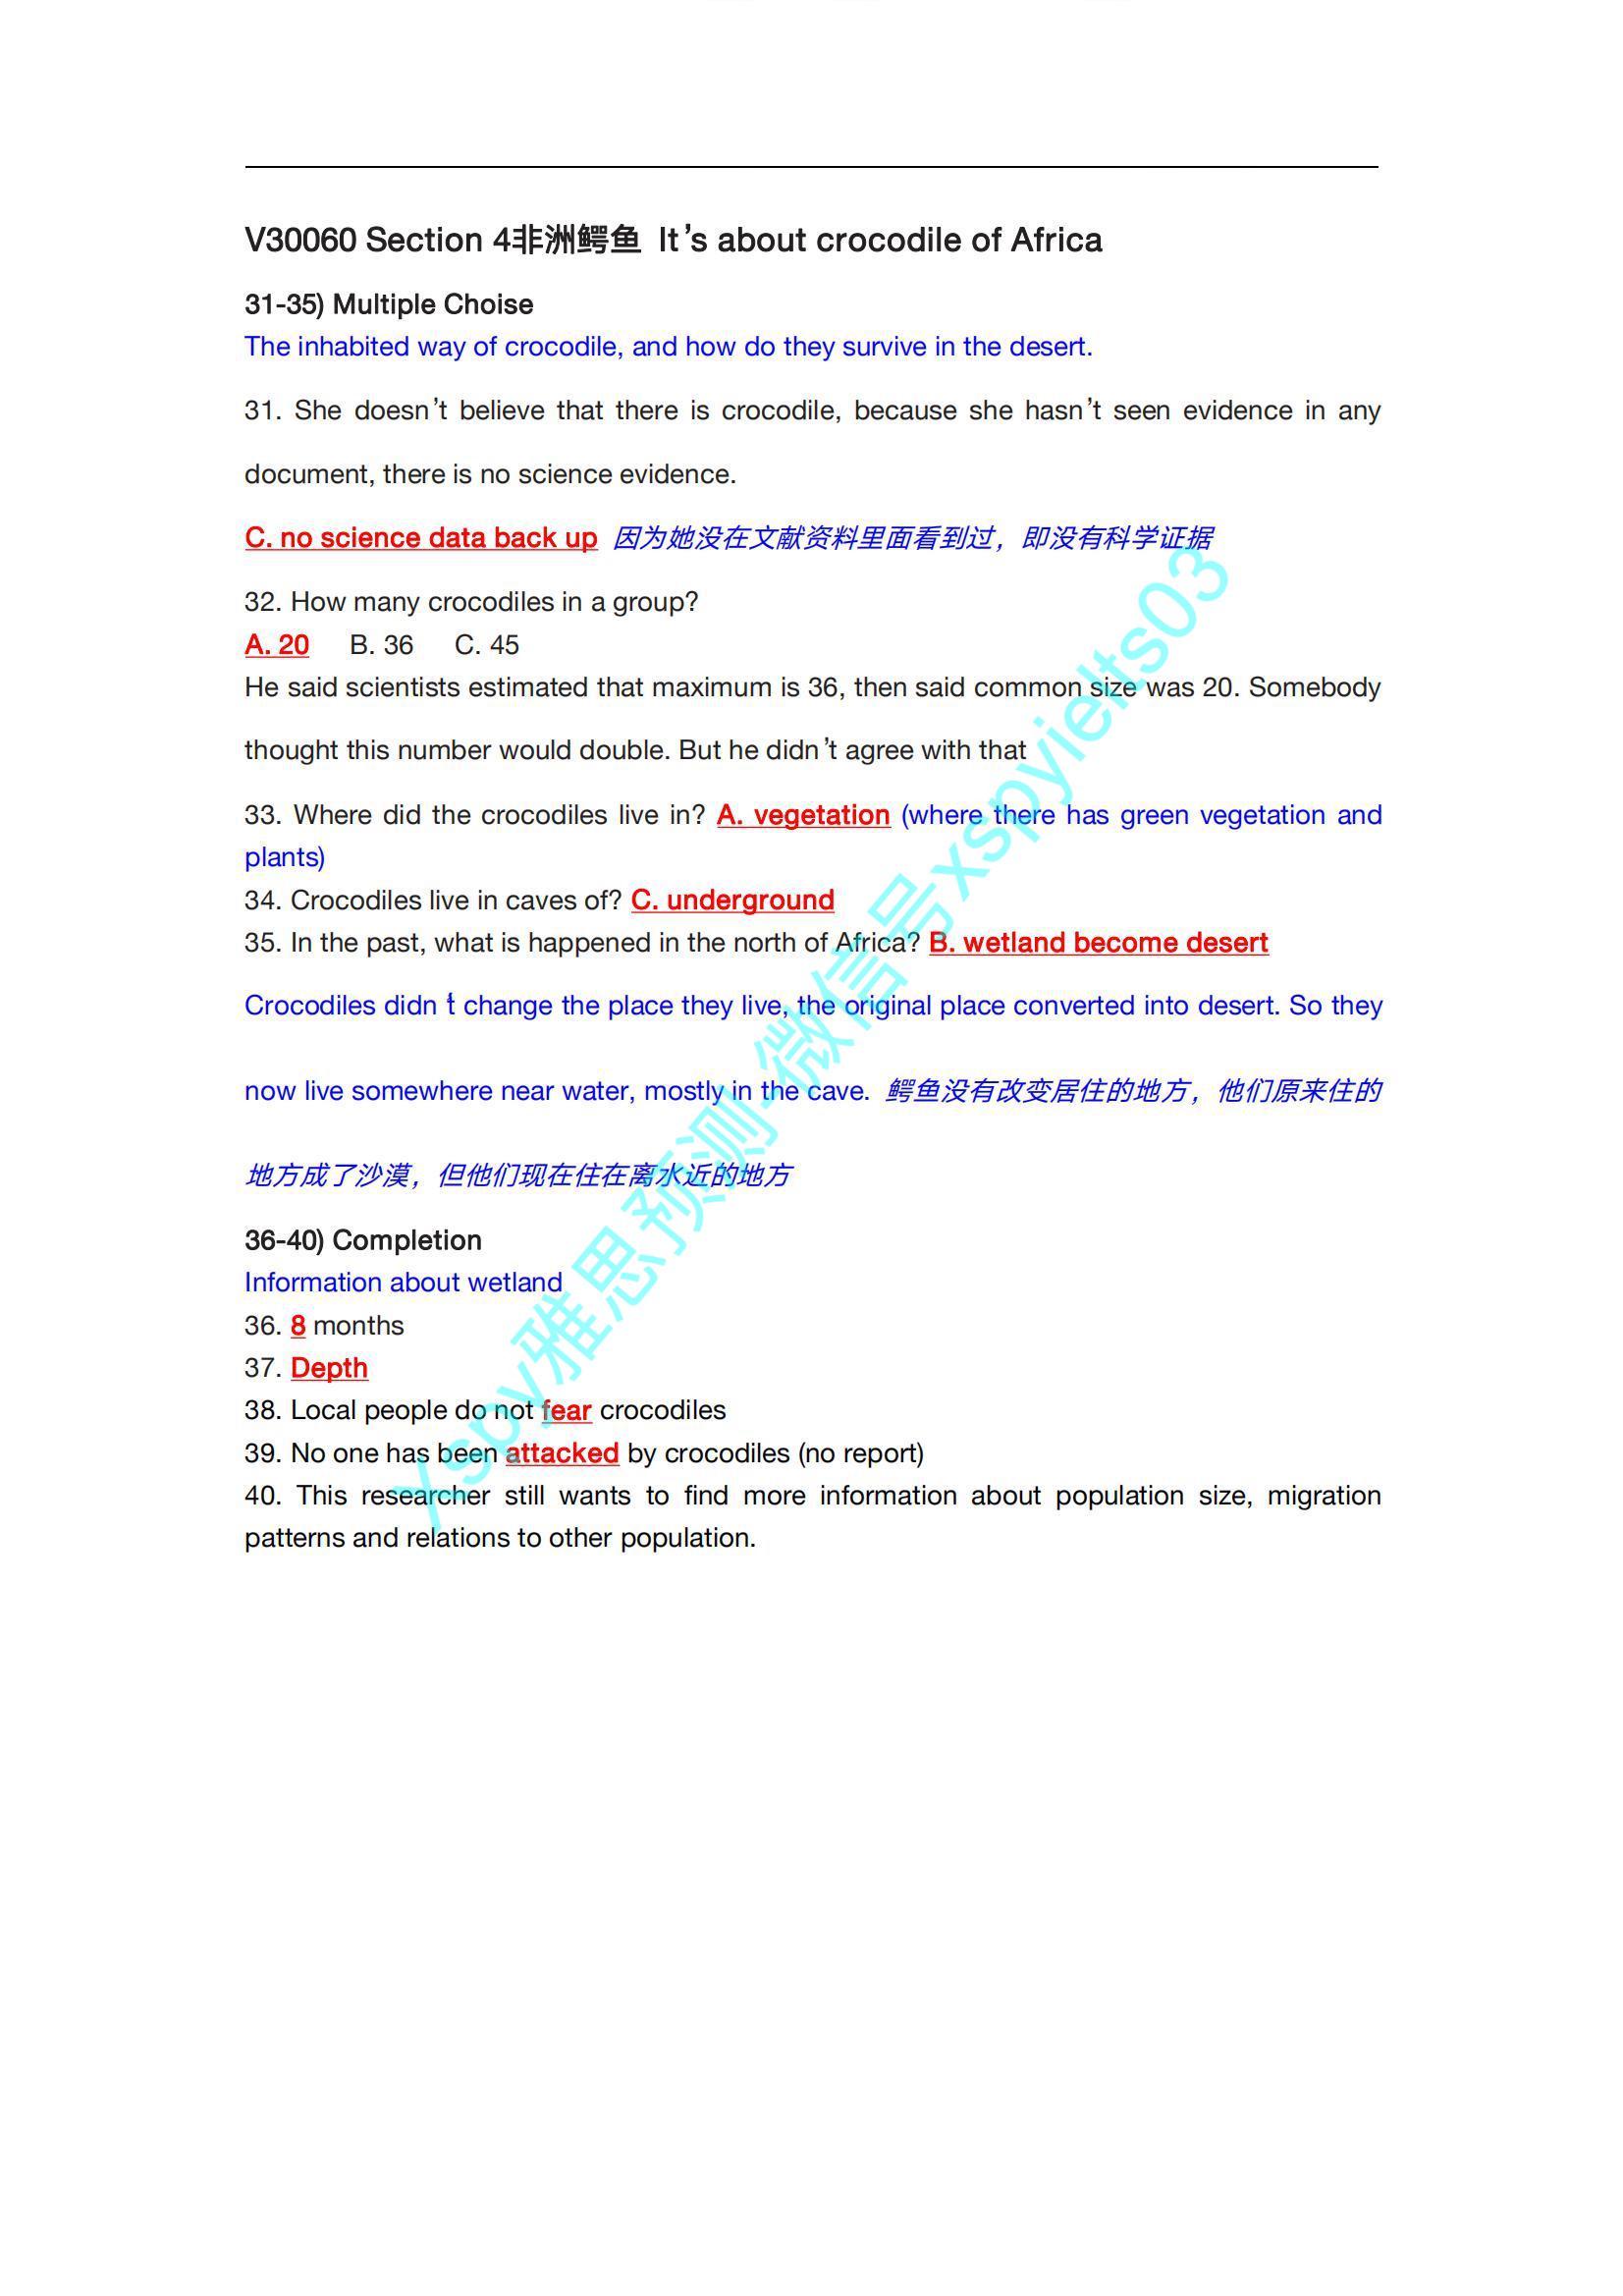 V30060 Section 4非洲鳄鱼 It’s about crocodile of Africa
31-35) Multiple Choise
The inhabited way of crocodile, and how do they survive in the desert.
31. She doesn’t believe that there is crocodile, because she hasn’t seen evidence in any
document, there is no science evidence.
C. no science data back up 因为她没在文献资料里面看到过，即没有科学证据
32. How many crocodiles in a group?
A. 20 B. 36 C. 45
He said scientists estimated that maximum is 36, then said common size was 20. Somebody
thought this number would double. But he didn’t agree with that
33. Where did the crocodiles live in? A. vegetation (where there has green vegetation and
plants)
34. Crocodiles live in caves of? C. underground
35. In the past, what is happened in the north of Africa? B. wetland become desert
Crocodiles didn’t change the place they live, the original place converted into desert. So they
now live somewhere near water, mostly in the cave. 鳄鱼没有改变居住的地方，他们原来住的
地方成了沙漠，但他们现在住在离水近的地方
36-40) Completion
Information about wetland
36. 8 months
37. Depth
38. Local people do not fear crocodiles
39. No one has been attacked by crocodiles (no report)
40. This researcher still wants to find more information about population size, migration
patterns and relations to other population.
Xspy雅思预测-微信号xspyielts03